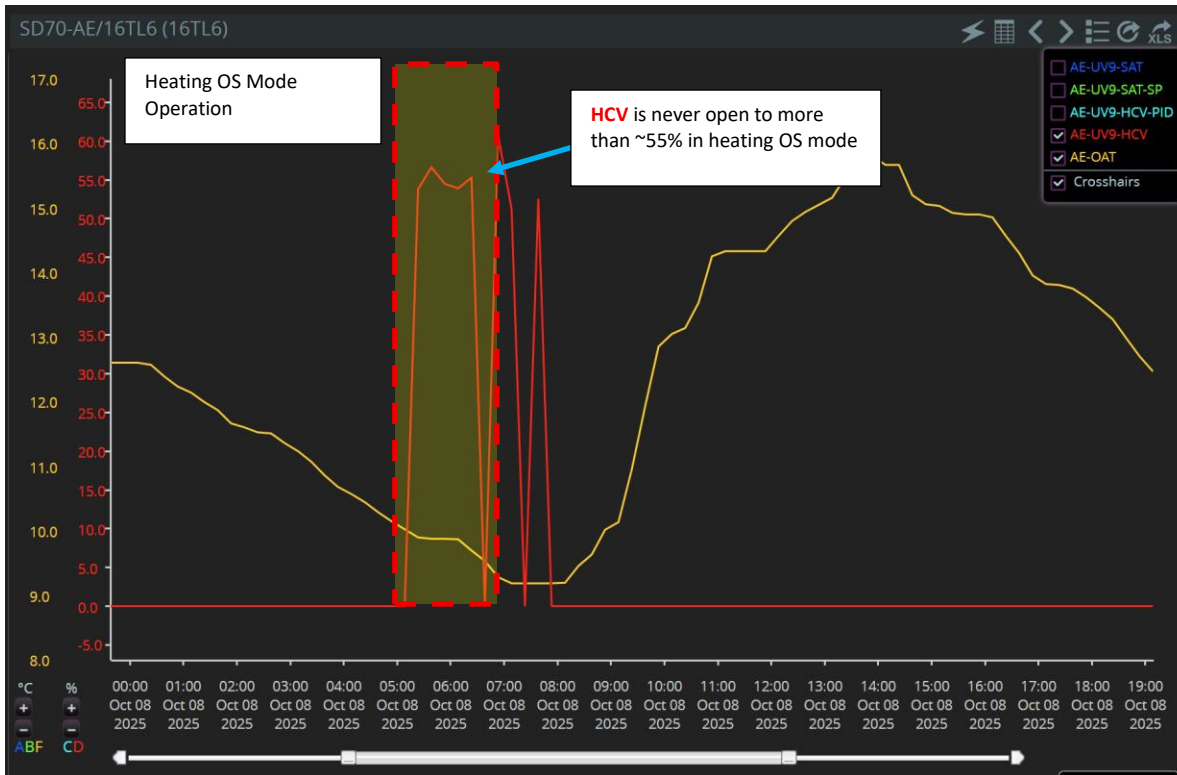 SD70-AE/16TL6 (16TL6)
XLS
AE-UV9-SAT
AE-UV9-SAT-SP
AE-UV9-HCV-PID
AE-UV9-HCV
AE-OAT
Crosshairs
Heating OS Mode
Operation
HCV is never open to more
than ~55% in heating OS mode
17.0
16.0
15.0
14.0
13.0
12.0
11.0
10.0
9.0
8.0
65.0
60.0
55.0
50.0
45.0
40.0
35.0
30.0
25.0
20.0
15.0
10.0
5.0
0.0
-5.0
°C %
+ +
- -
ABF CD
00:00 01:00 02:00 03:00 04:00 05:00 06:00 07:00 08:00 09:00 10:00 11:00 12:00 13:00 14:00 15:00 16:00 17:00 18:00 19:00
Oct 08 Oct 08 Oct 08 Oct 08 Oct 08 Oct 08 Oct 08 Oct 08 Oct 08 Oct 08 Oct 08 Oct 08 Oct 08 Oct 08 Oct 08 Oct 08 Oct 08 Oct 08 Oct 08 Oct 08
2025 2025 2025 2025 2025 2025 2025 2025 2025 2025 2025 2025 2025 2025 2025 2025 2025 2025 2025 2025